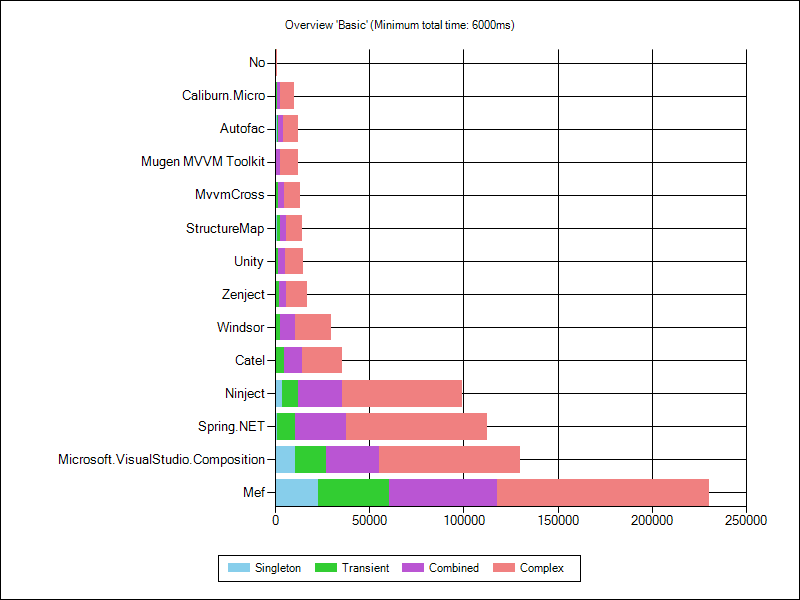 Overview 'Basic' (Minimum total time: 6000ms)
No
Caliburn.Micro
Autofac
Mugen MVVM Toolkit
MvvmCross
StructureMap
Unity
Zenject
Windsor
Catel
Ninject
Spring.NET
Microsoft.VisualStudio.Composition
Mef
0 50000 100000 150000 200000 250000
Singleton Transient Combined Complex